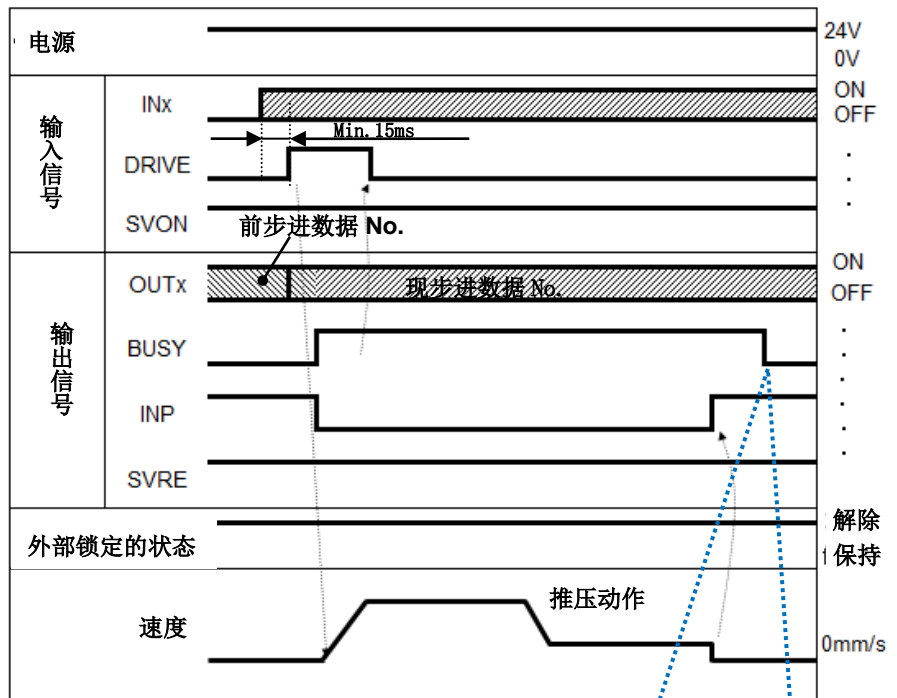 电源
24V
0V
输入信号
INx
ON
OFF
Min. 15ms
DRIVE
SVON
前步进数据 No.
输出信号
OUTx
现步进数据 No.
ON
OFF
BUSY
INP
SVRE
外部锁定的状态
解除
保持
速度
推压动作
0mm/s